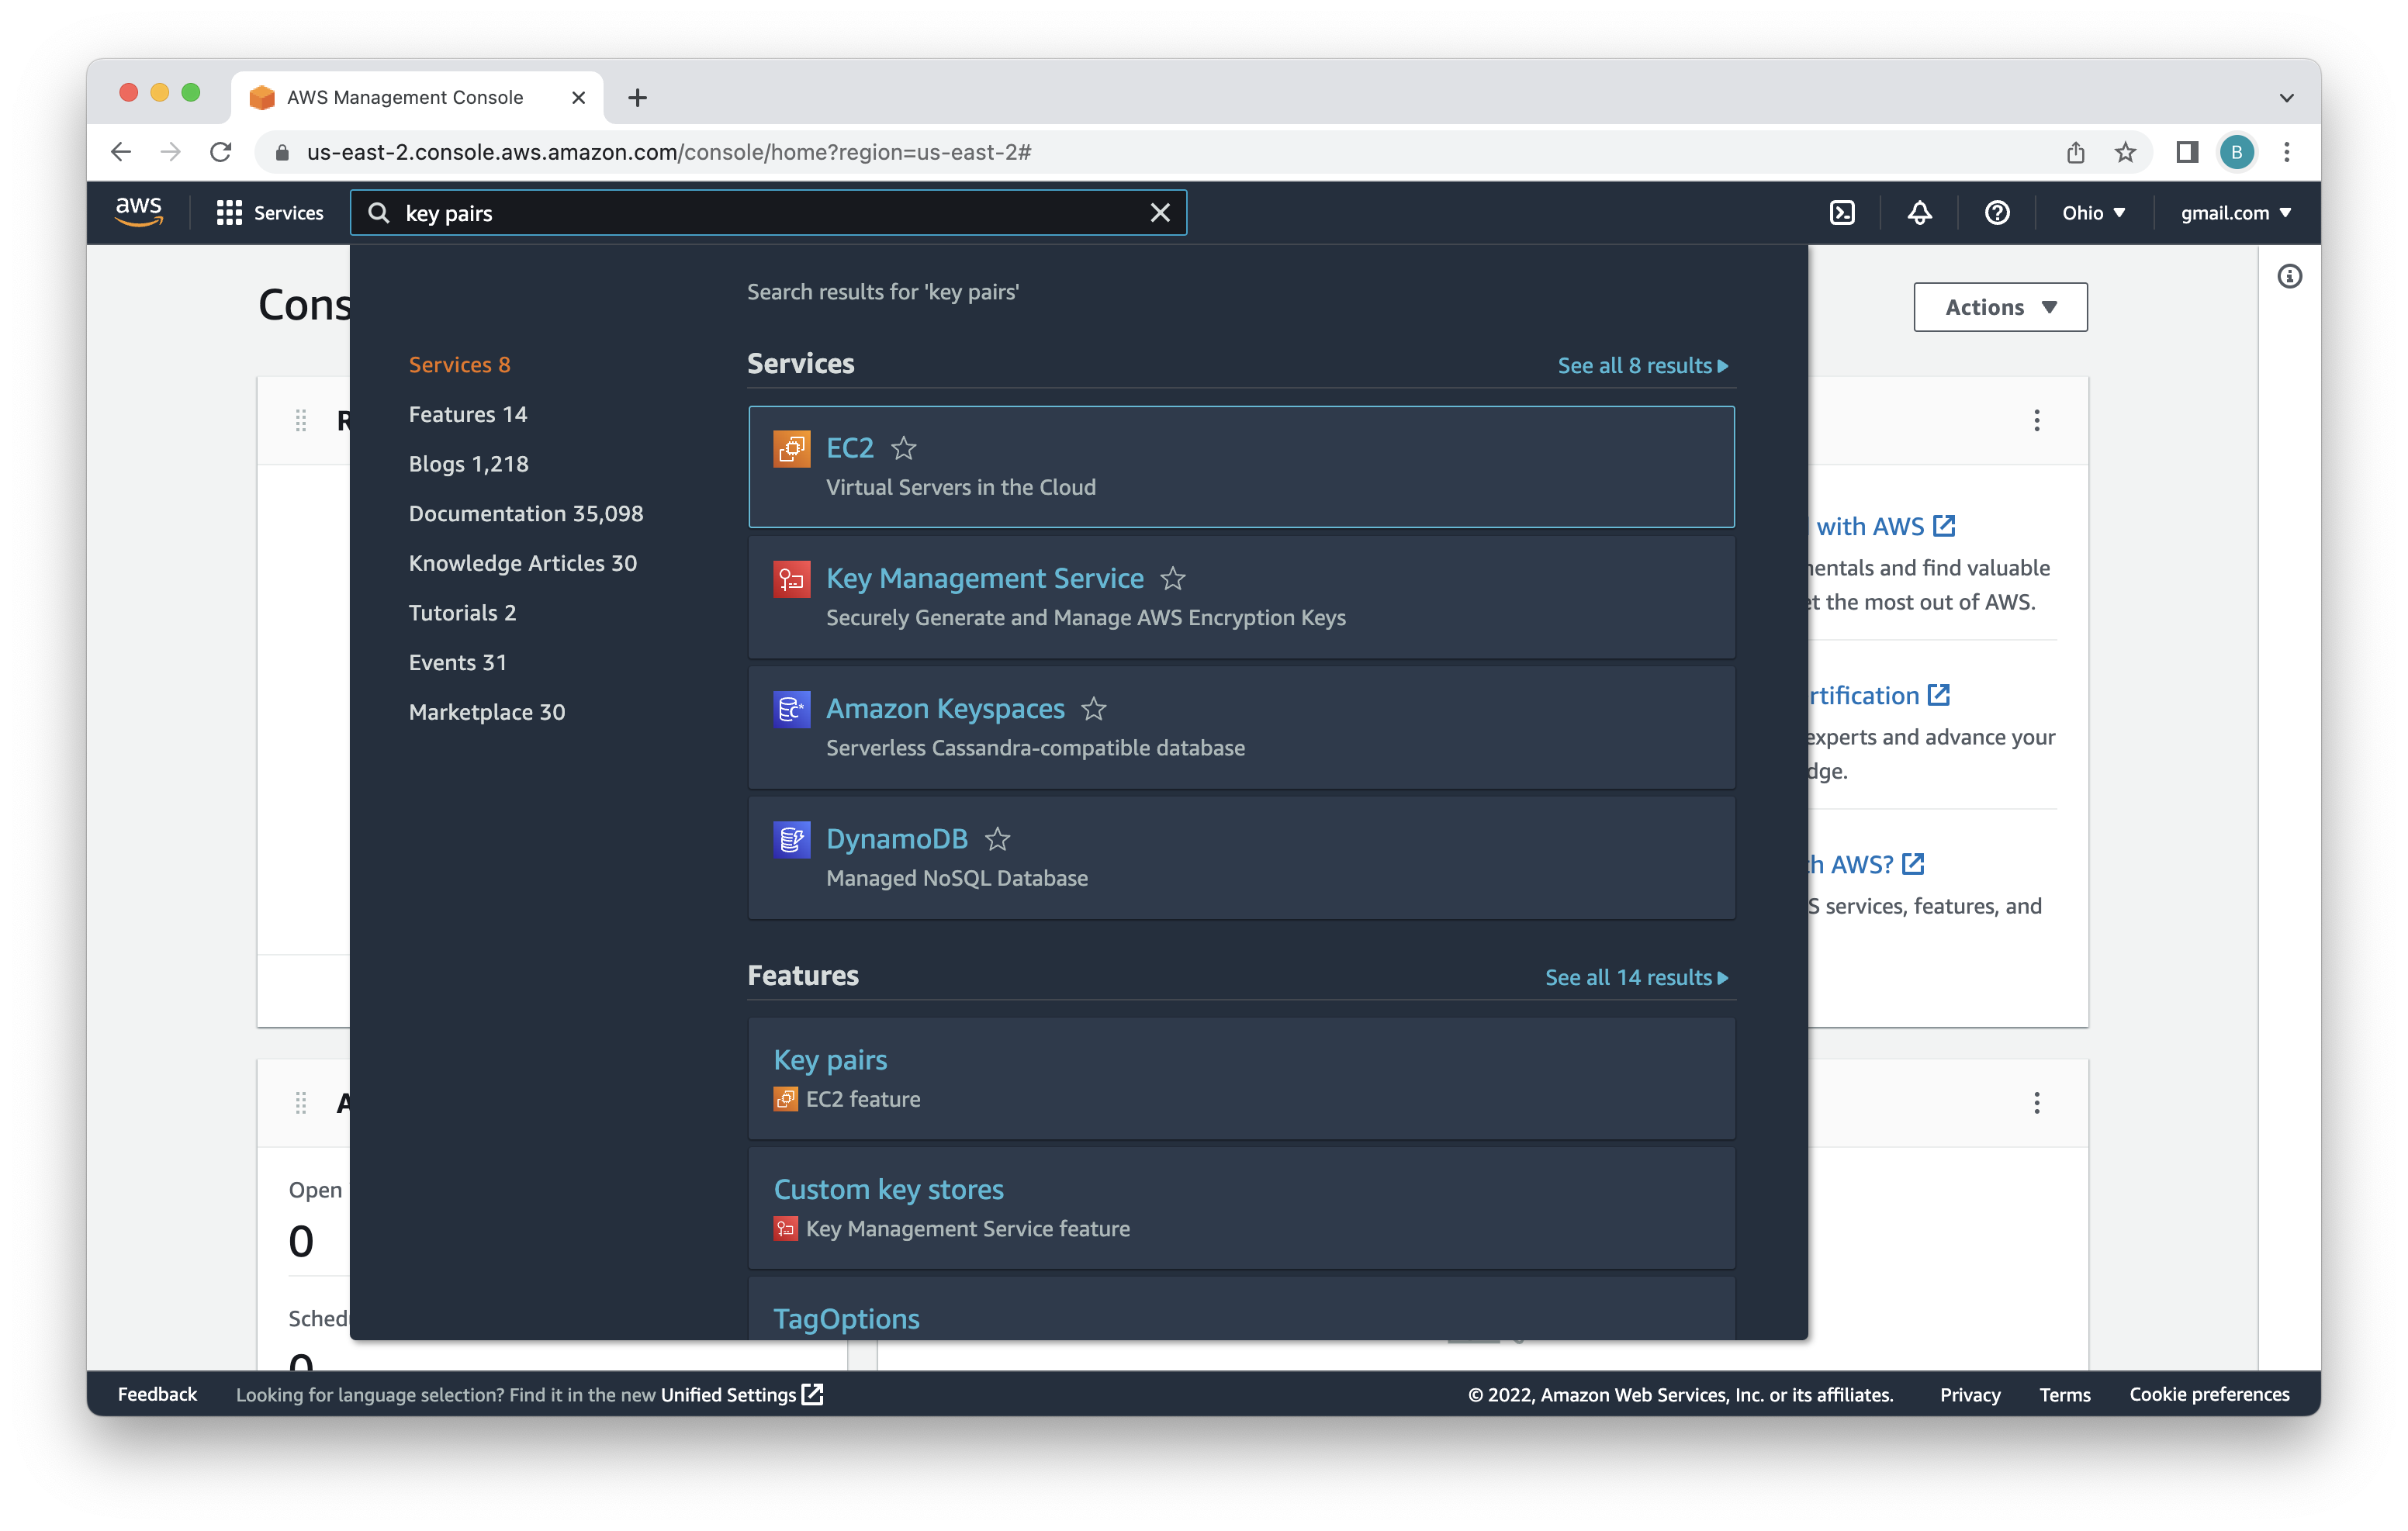 AWS Management Console
us-east-2.console.aws.amazon.com/console/home?region=us-east-2#
B
aws
Services
key pairs
Ohio
gmail.com
Cons
Actions
Search results for 'key pairs'
Services 8
Features 14
Blogs 1,218
Documentation 35,098
Knowledge Articles 30
Tutorials 2
Events 31
Marketplace 30
Services
See all 8 results
EC2
Virtual Servers in the Cloud
Key Management Service
Securely Generate and Manage AWS Encryption Keys
Amazon Keyspaces
Serverless Cassandra-compatible database
DynamoDB
Managed NoSQL Database
Features
See all 14 results
Key pairs
EC2 feature
Custom key stores
Key Management Service feature
TagOptions
R
with AWS
entals and find valuable
et the most out of AWS.
rtification
experts and advance your
dge.
h AWS?
S services, features, and
A
Open
0
Sched
0
Feedback
Looking for language selection? Find it in the new Unified Settings
© 2022, Amazon Web Services, Inc. or its affiliates.
Privacy
Terms
Cookie preferences